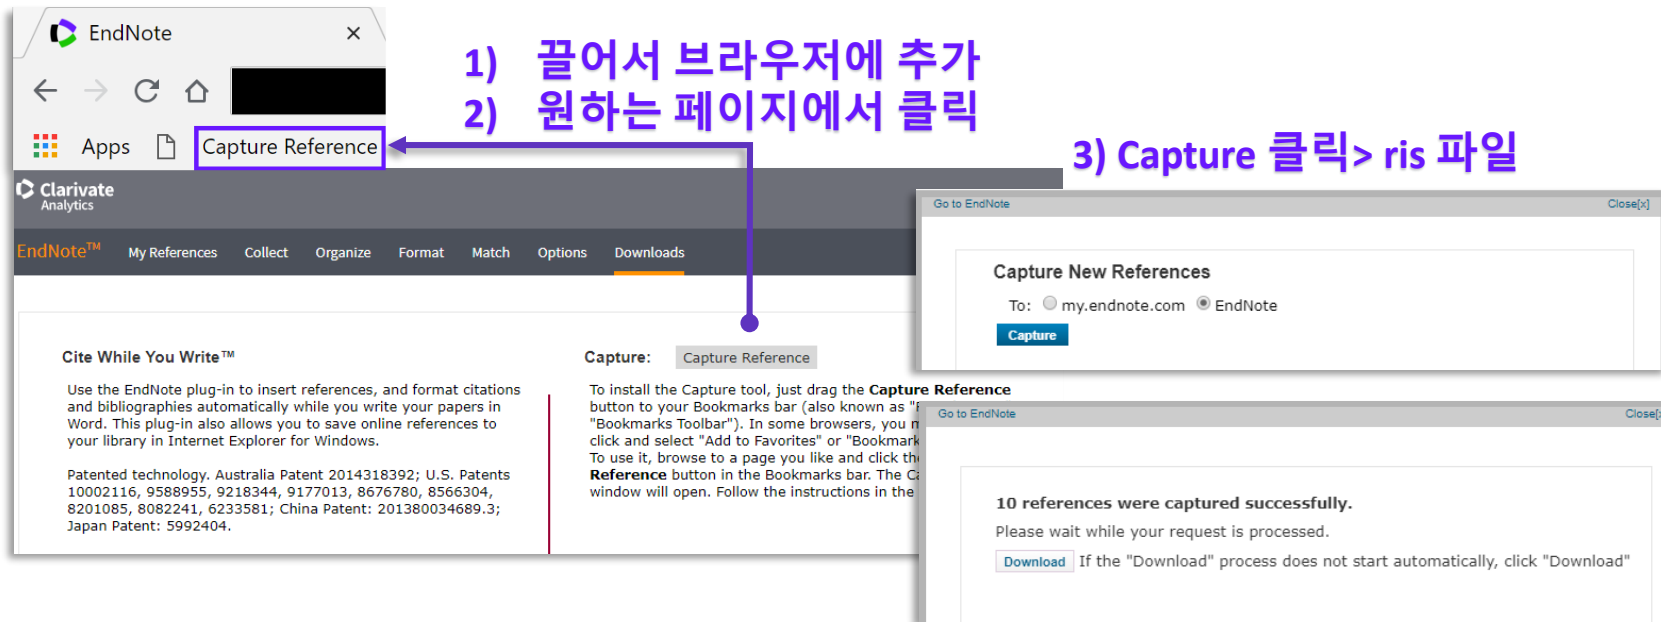 EndNote
1) 끌어서 브라우저에 추가
2) 원하는 페이지에서 클릭
Apps
Capture Reference
3) Capture 클릭> ris 파일
Clarivate
Analytics
EndNote™ My References Collect Organize Format Match Options Downloads
Cite While You Write™
Use the EndNote plug-in to insert references, and format citations
and bibliographies automatically while you write your papers in
Word. This plug-in also allows you to save online references to
your library in Internet Explorer for Windows.
Patented technology. Australia Patent 2014318392; U.S. Patents
10002116, 9588955, 9218344, 9177013, 8676780, 8566304,
8201085, 8082241, 6233581; China Patent: 201380034689.3;
Japan Patent: 5992404.
Capture: Capture Reference
To install the Capture tool, just drag the Capture Reference
button to your Bookmarks bar (also known as "
"Bookmarks Toolbar"). In some browsers, you
click and select "Add to Favorites" or "Bookmark
To use it, browse to a page you like and click the
Reference button in the Bookmarks bar. The
window will open. Follow the instructions in the
Go to EndNote Close[x]
Capture New References
To: my.endnote.com EndNote
Capture
Go to EndNote Close[
10 references were captured successfully.
Please wait while your request is processed.
Download If the "Download" process does not start automatically, click "Download"